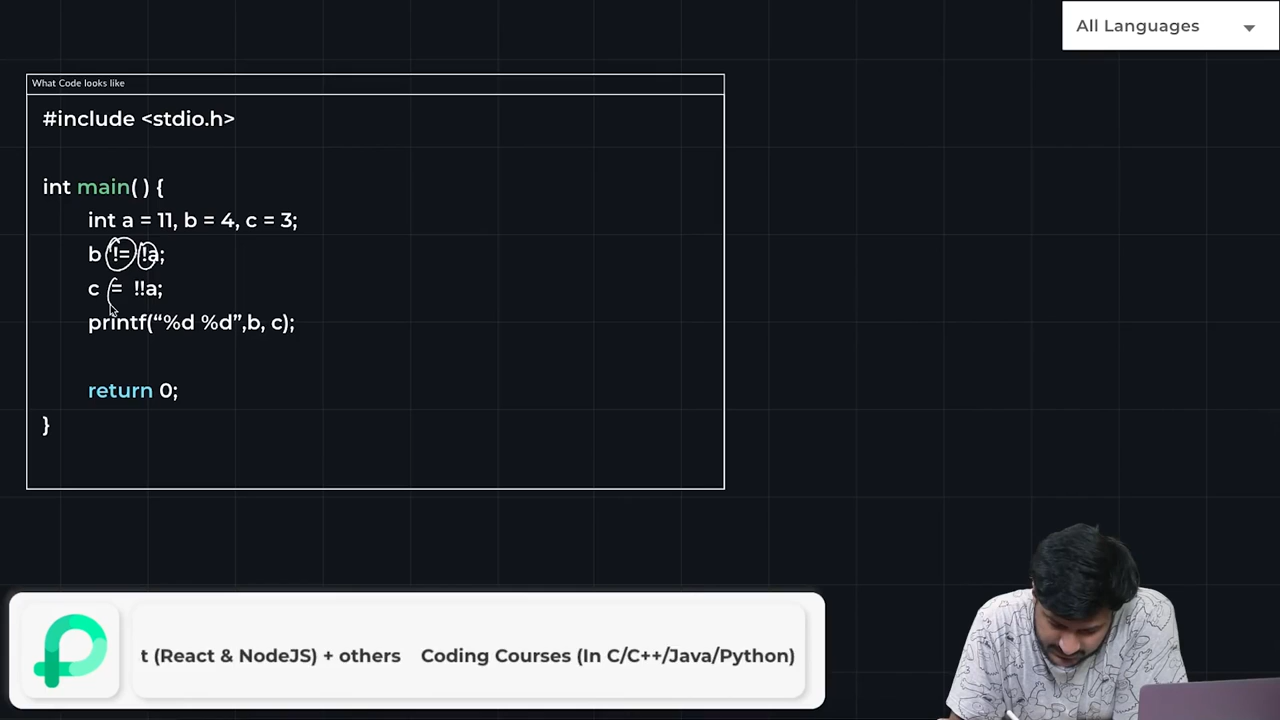 All Languages
What Code looks like
#include <stdio.h>
int main( ) {
int a = 11, b = 4, c = 3;
b != !a;
c = !!a;
printf(“%d %d”,b, c);
return 0;
}
t (React & NodeJS) + others Coding Courses (In C/C++/Java/Python)